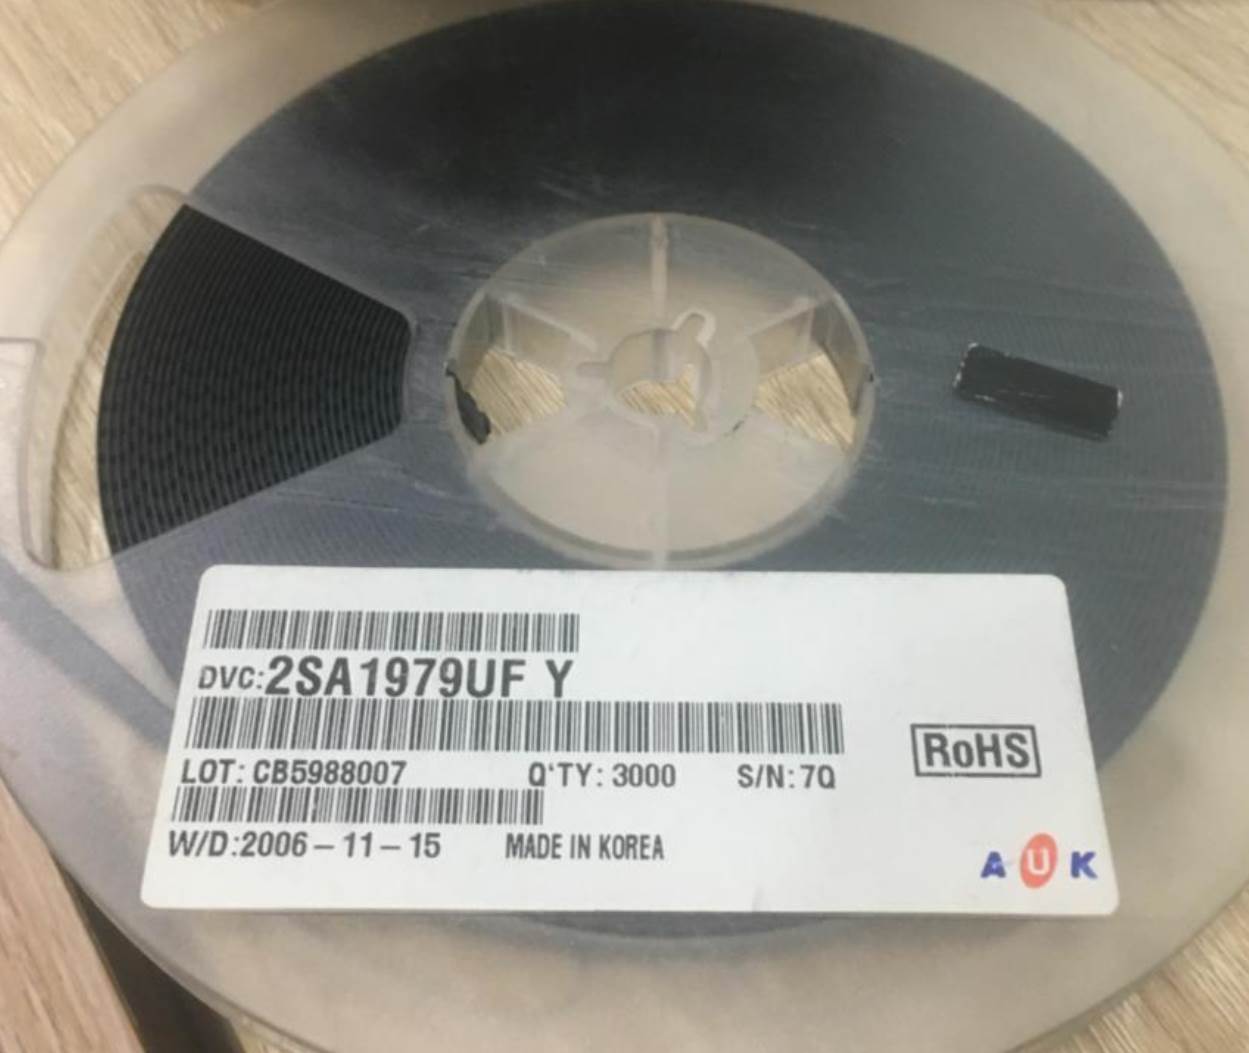 DVC:2SA1979UF Y
LOT: CB5988007 Q'TY: 3000 S/N: 7Q
RoHS
W/D:2006-11-15 MADE IN KOREA
AUK